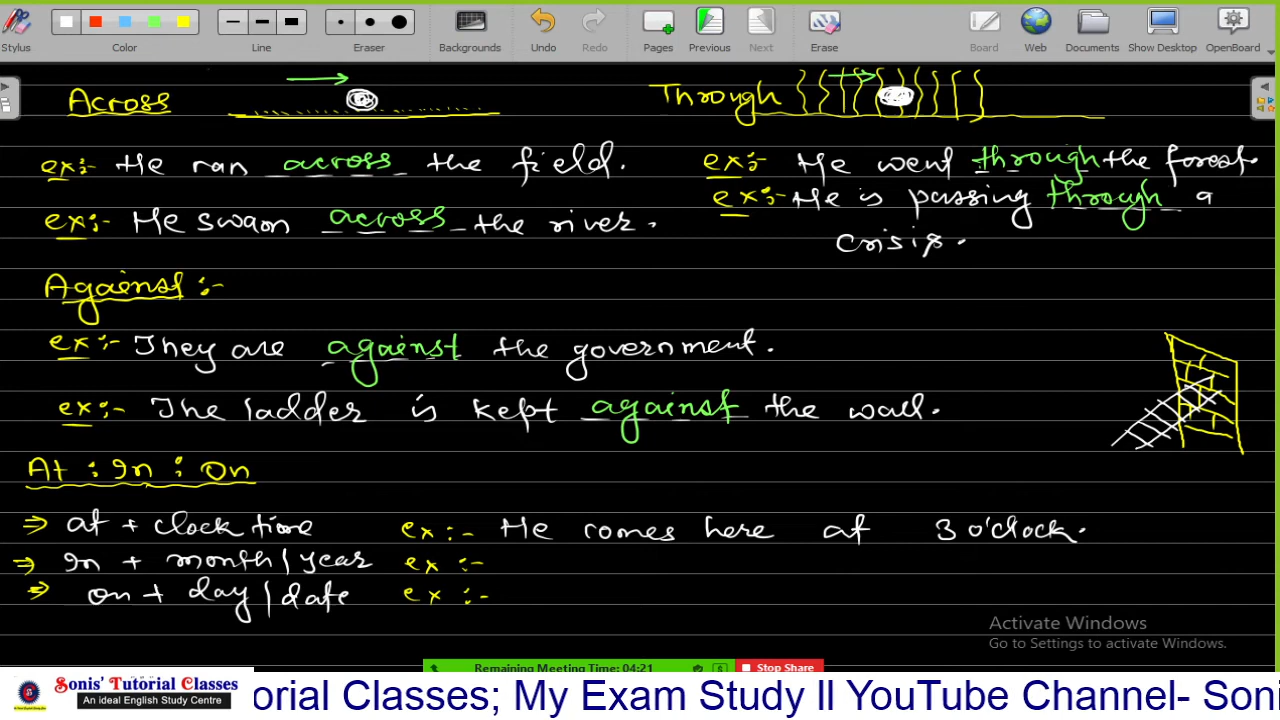 Stylus
Color
Line
Eraser
Backgrounds
Undo
Redo
Pages
Previous
Next
Erase
Board
Web
Documents
Show Desktop
OpenBoard
Across
Through
ex:- He ran across the field.
ex:- He swam across the river.
ex:- He went through the forest.
ex:- He is passing through a
crisis.
Against :-
ex:- They are against the government.
ex:- The ladder is kept against the wall.
At : In : On
⇒ at + clock time ex:- He comes here at 3 o'clock.
⇒ In + month/year ex:-
⇒ on + day/date ex:-
Activate Windows
Go to Settings to activate Windows.
Remaining Meeting Time: 04:21
Stop Share
Sonis' Tutorial Classes
An ideal English Study Centre
orial Classes; My Exam Study ll YouTube Channel- Soni